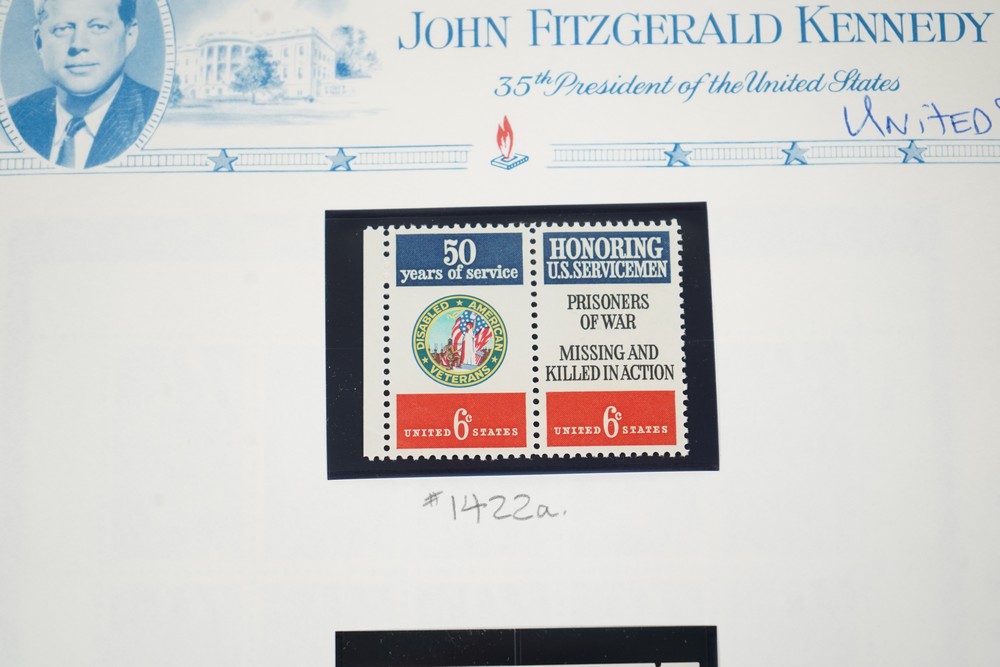 JOHN FITZGERALD KENNEDY
35th President of the United States
UNITED
50
years of service
DISABLED ★ AMERICAN ★ VETERANS ★
UNITED 6c STATES
HONORING
U.S. SERVICEMEN
PRISONERS
OF WAR
MISSING AND
KILLED IN ACTION
UNITED 6c STATES
#1422a.